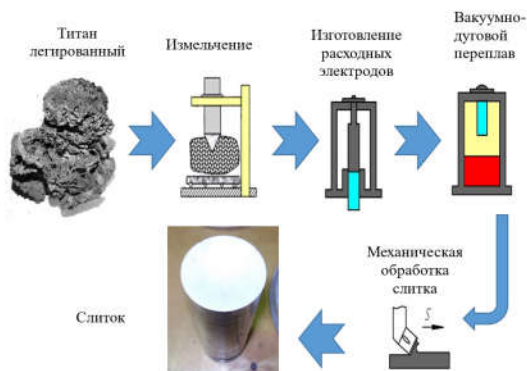 Титан
легированный
Измельчение
Изготовление
расходных
электродов
Вакуумно-
дуговой
переплав
Механическая
обработка
слитка
S
Слиток